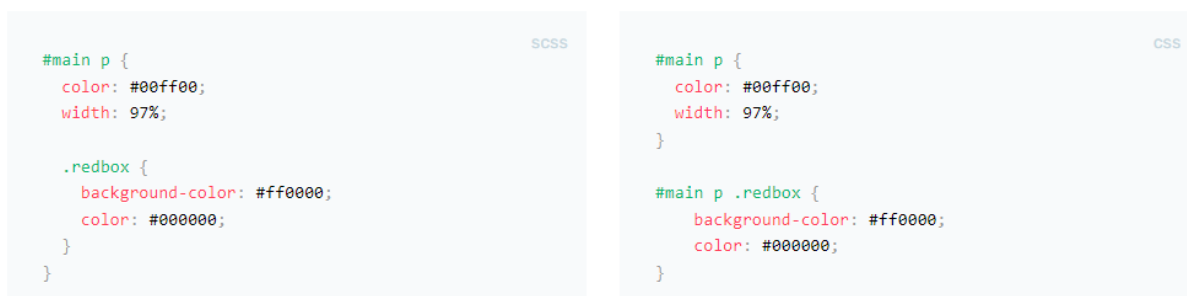 scss
#main p {
color: #00ff00;
width: 97%;
.redbox {
background-color: #ff0000;
color: #000000;
}
}
css
#main p {
color: #00ff00;
width: 97%;
}
#main p .redbox {
background-color: #ff0000;
color: #000000;
}